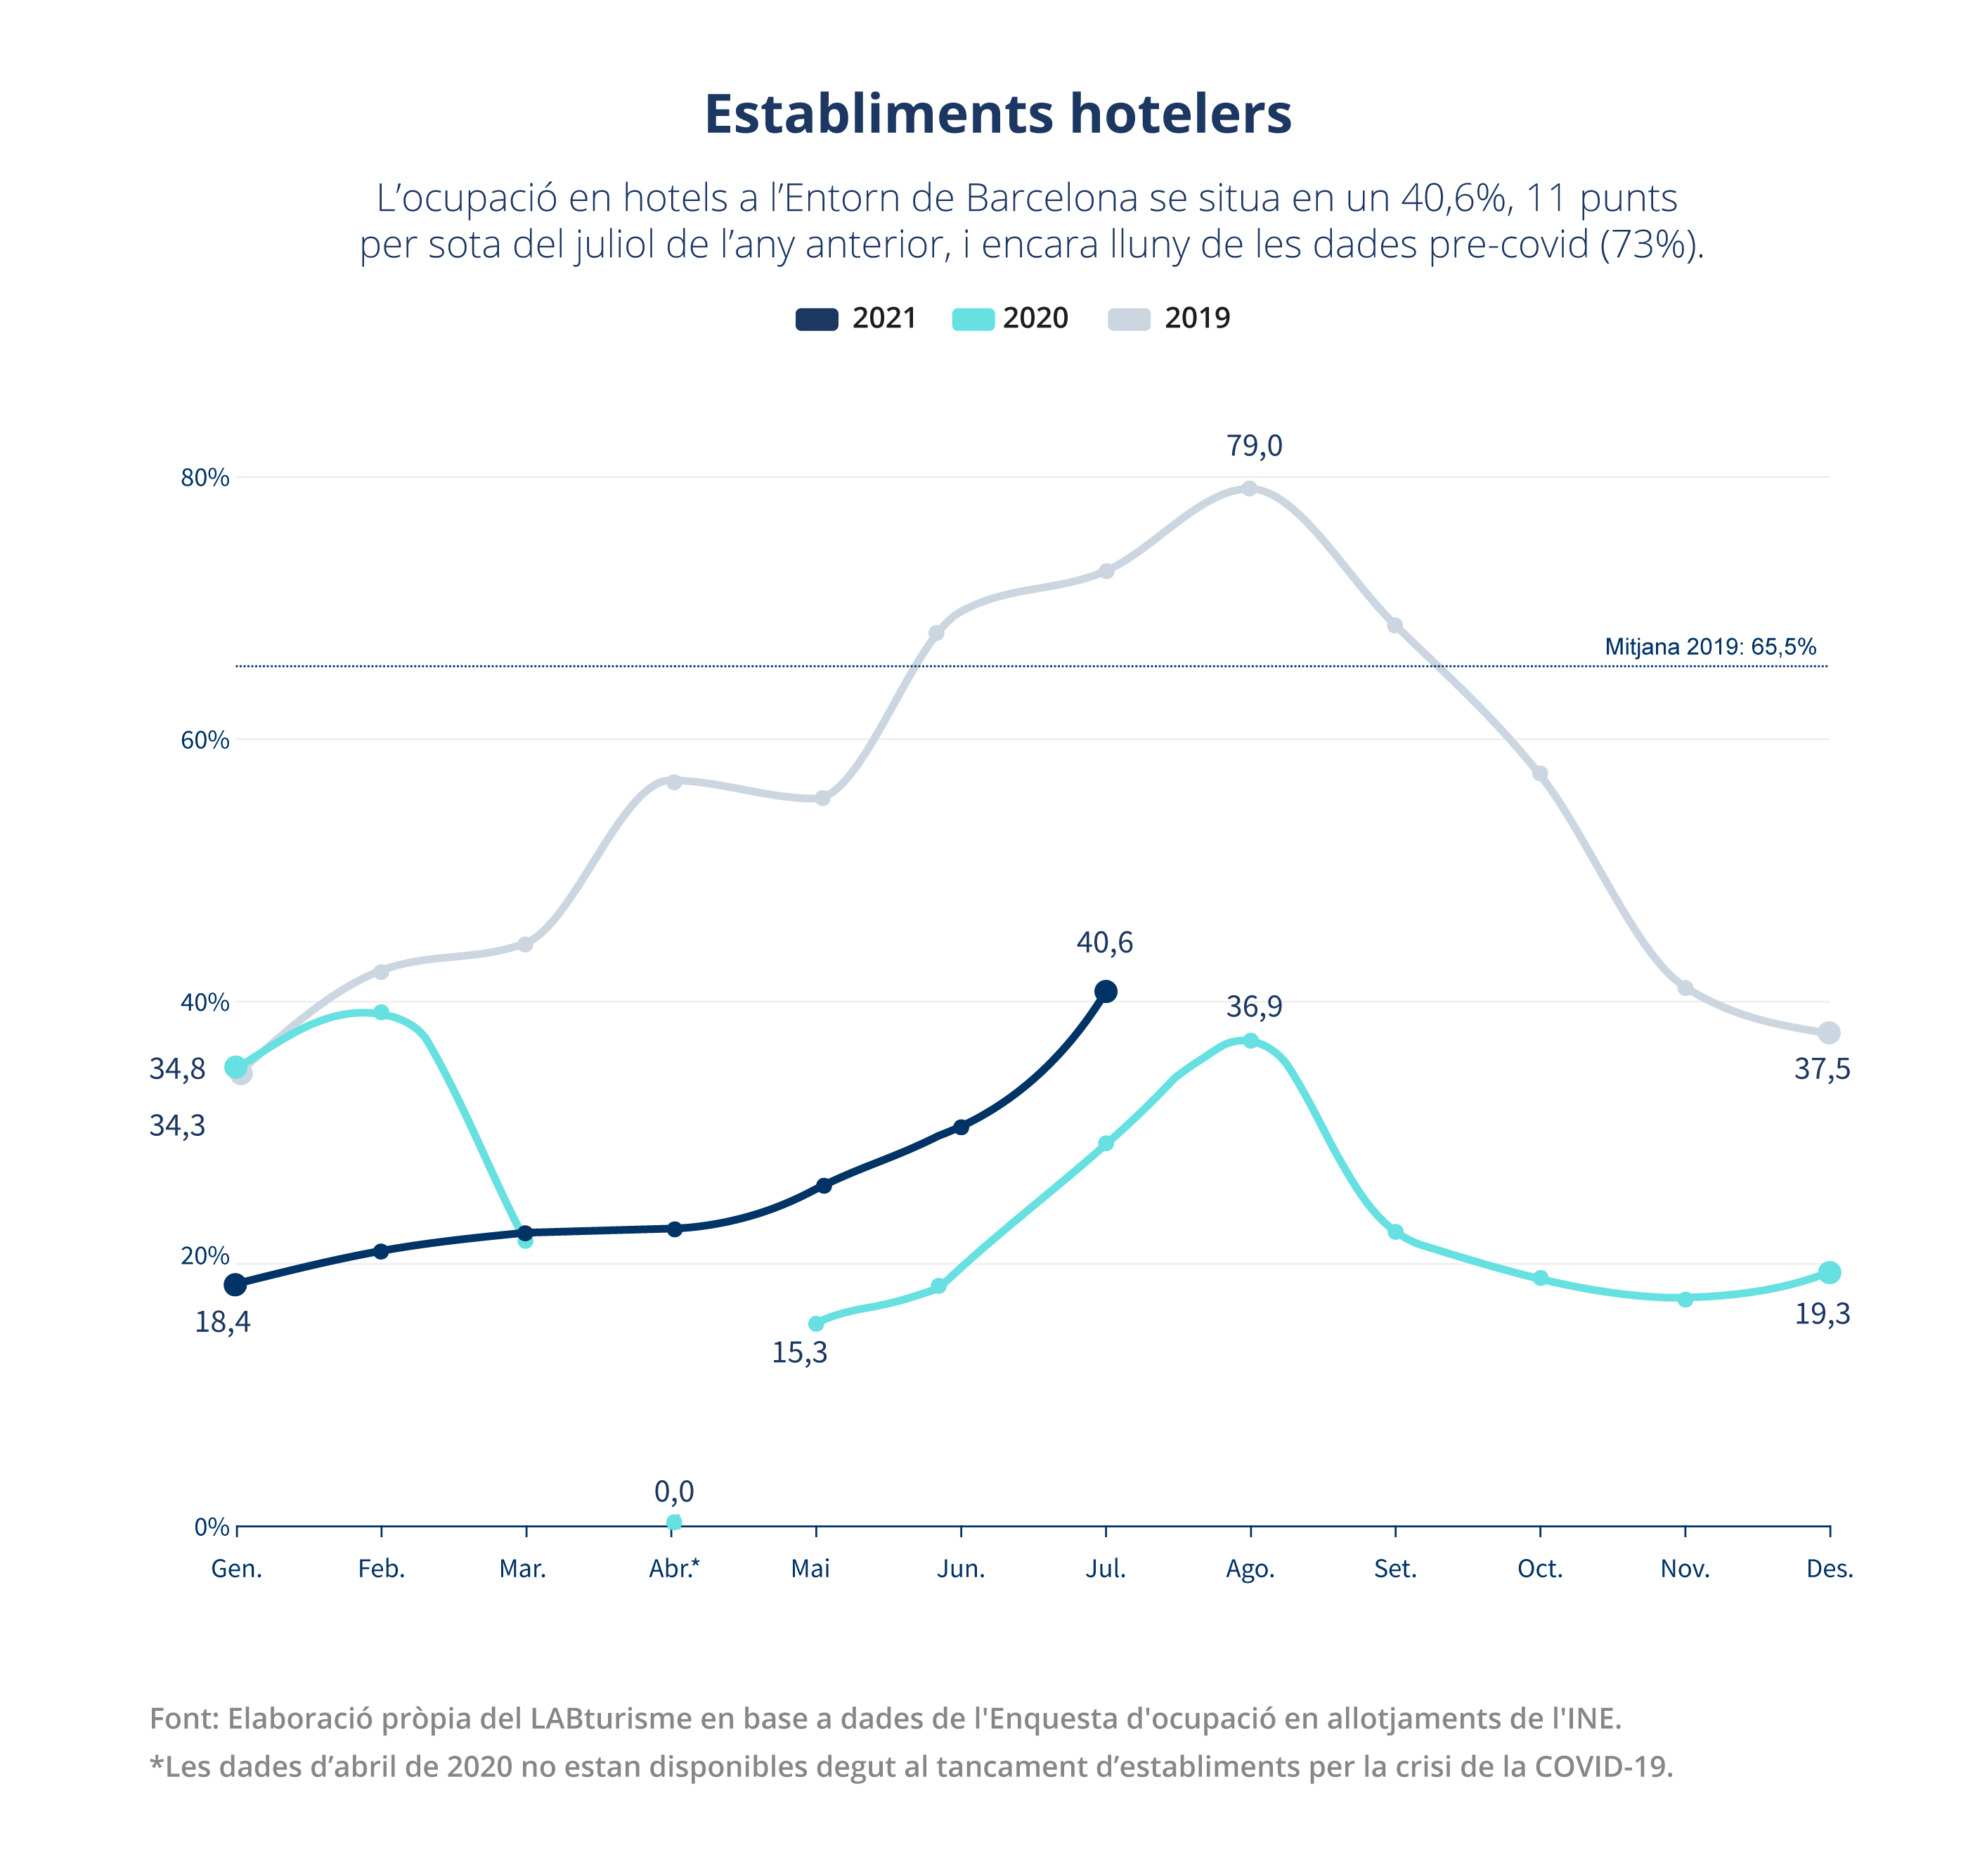 Establiments hotelers
L’ocupació en hotels a l’Entorn de Barcelona se situa en un 40,6%, 11 punts
per sota del juliol de l’any anterior, i encara lluny de les dades pre-covid (73%).
2021 2020 2019
79,0
80%
Mitjana 2019: 65,5%
60%
40,6
40%
36,9
34,8
37,5
34,3
20%
18,4
19,3
15,3
0,0
0%
Gen. Feb. Mar. Abr.* Mai Jun. Jul. Ago. Set. Oct. Nov. Des.
Font: Elaboració pròpia del LABturisme en base a dades de l'Enquesta d'ocupació en allotjaments de l'INE.
*Les dades d’abril de 2020 no estan disponibles degut al tancament d’establiments per la crisi de la COVID-19.